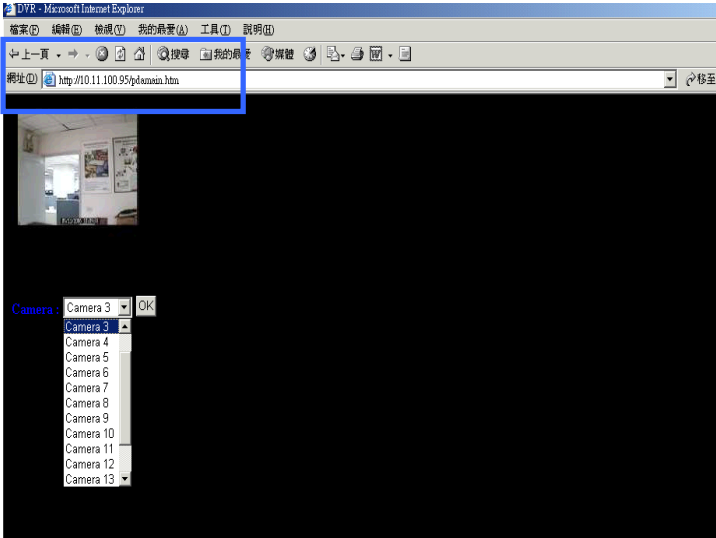 DVR - Microsoft Internet Explorer
檔案(F) 編輯(E) 檢視(V) 我的最愛(A) 工具(T) 說明(H)
上一頁 搜尋 我的最愛 媒體
網址(D) http://10.11.100.95/pdamain.htm 移至
Camera : Camera 3 OK
Camera 3
Camera 4
Camera 5
Camera 6
Camera 7
Camera 8
Camera 9
Camera 10
Camera 11
Camera 12
Camera 13